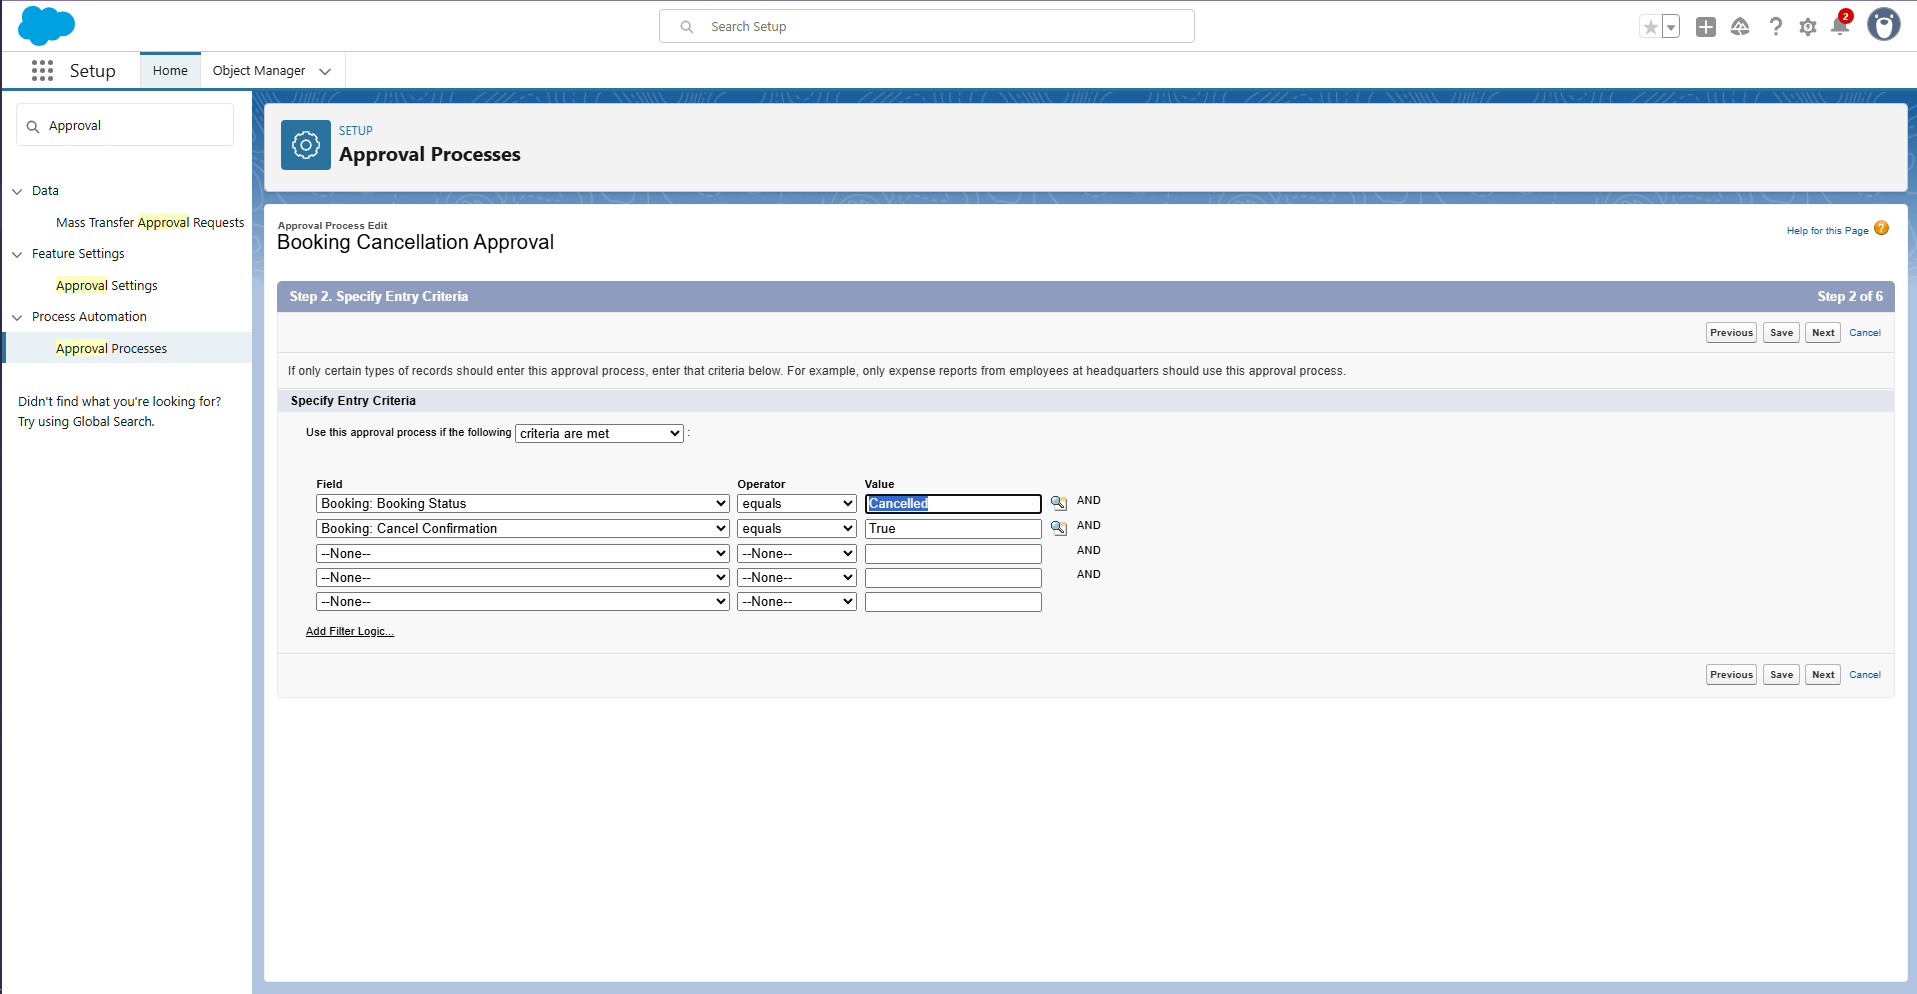 Search Setup
2
Setup
Home
Object Manager
Approval
Data
Mass Transfer Approval Requests
Feature Settings
Approval Settings
Process Automation
Approval Processes
Didn't find what you're looking for?
Try using Global Search.
SETUP
Approval Processes
Approval Process Edit
Booking Cancellation Approval
Help for this Page ?
Step 2. Specify Entry Criteria Step 2 of 6
Previous Save Next Cancel
If only certain types of records should enter this approval process, enter that criteria below. For example, only expense reports from employees at headquarters should use this approval process.
Specify Entry Criteria
Use this approval process if the following criteria are met :
Field Operator Value
Booking: Booking Status equals Cancelled AND
Booking: Cancel Confirmation equals True AND
--None-- --None-- AND
--None-- --None-- AND
--None-- --None--
Add Filter Logic...
Previous Save Next Cancel